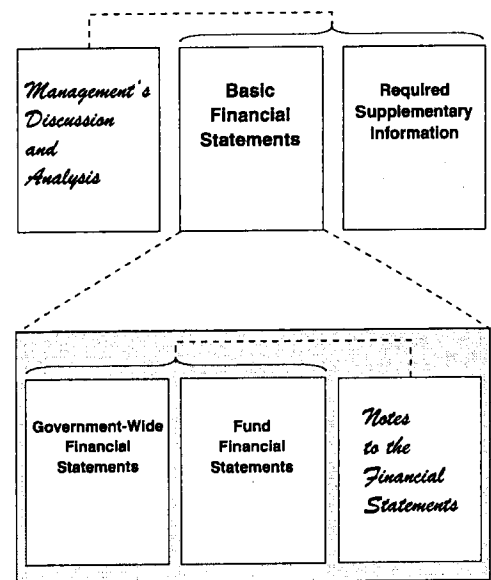 Management's
Discussion
and
Analysis
Basic
Financial
Statements
Required
Supplementary
Information
Government-Wide
Financial
Statements
Fund
Financial
Statements
Notes
to the
Financial
Statements